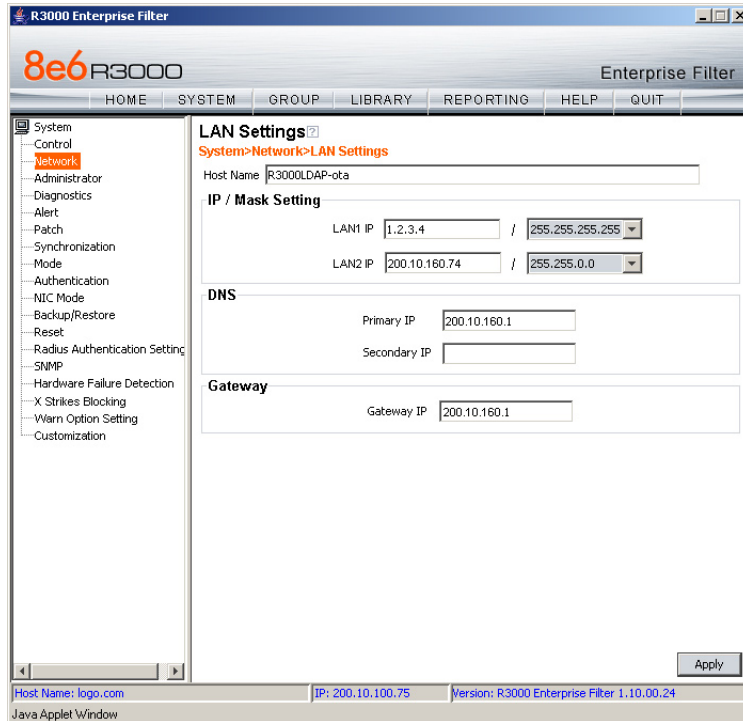 R3000 Enterprise Filter
8e6 R3000
Enterprise Filter
HOME SYSTEM GROUP LIBRARY REPORTING HELP QUIT
System
Control
Network
Administrator
Diagnostics
Alert
Patch
Synchronization
Mode
Authentication
NIC Mode
Backup/Restore
Reset
Radius Authentication Setting
SNMP
Hardware Failure Detection
X Strikes Blocking
Warn Option Setting
Customization
LAN Settings ?
System>Network>LAN Settings
Host Name R3000LDAP-ota
IP / Mask Setting
LAN1 IP 1.2.3.4 / 255.255.255.255
LAN2 IP 200.10.160.74 / 255.255.0.0
DNS
Primary IP 200.10.160.1
Secondary IP
Gateway
Gateway IP 200.10.160.1
Apply
Host Name: logo.com IP: 200.10.100.75 Version: R3000 Enterprise Filter 1.10.00.24
Java Applet Window